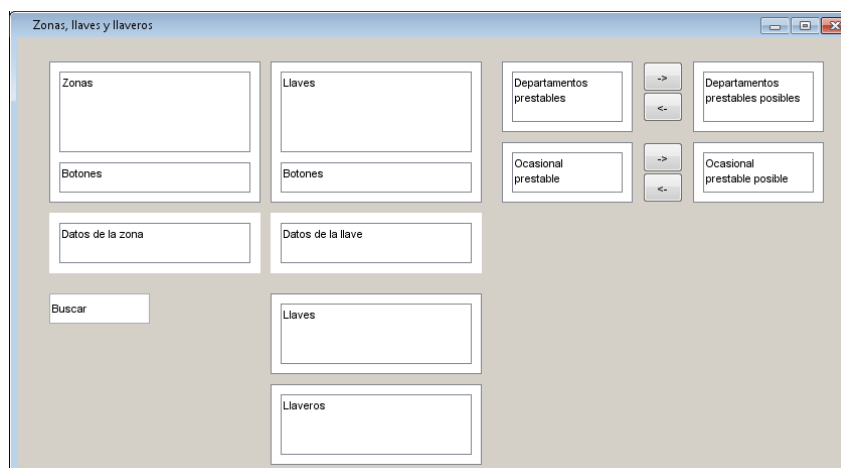 Zonas, llaves y llaveros
Zonas
Botones
Llaves
Botones
Departamentos
prestables
->
<-
Departamentos
prestables posibles
Ocasional
prestable
->
<-
Ocasional
prestable posible
Datos de la zona
Datos de la llave
Buscar
Llaves
Llaveros